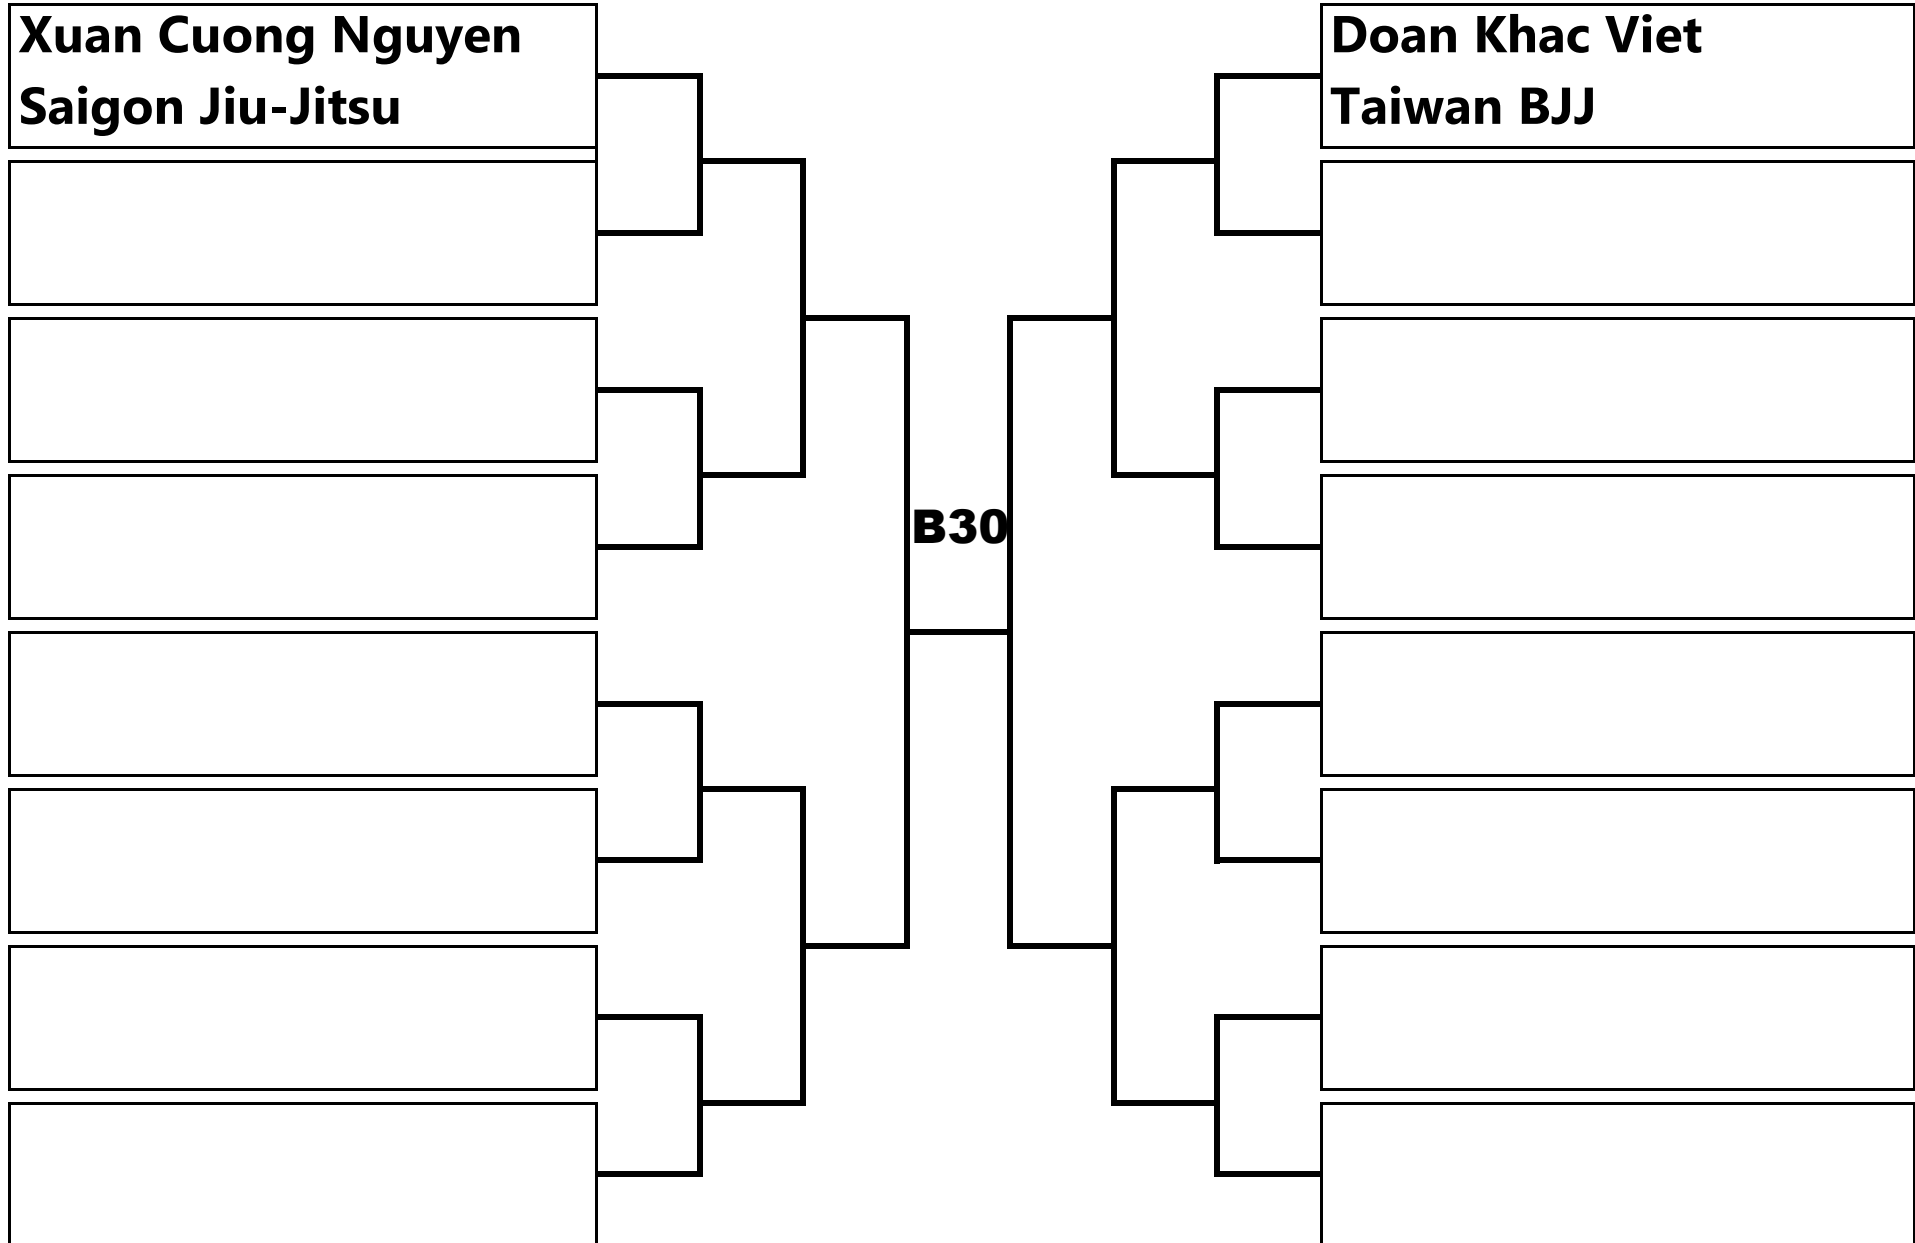 Xuan Cuong Nguyen
Saigon Jiu-Jitsu
Doan Khac Viet
Taiwan BJJ
B30